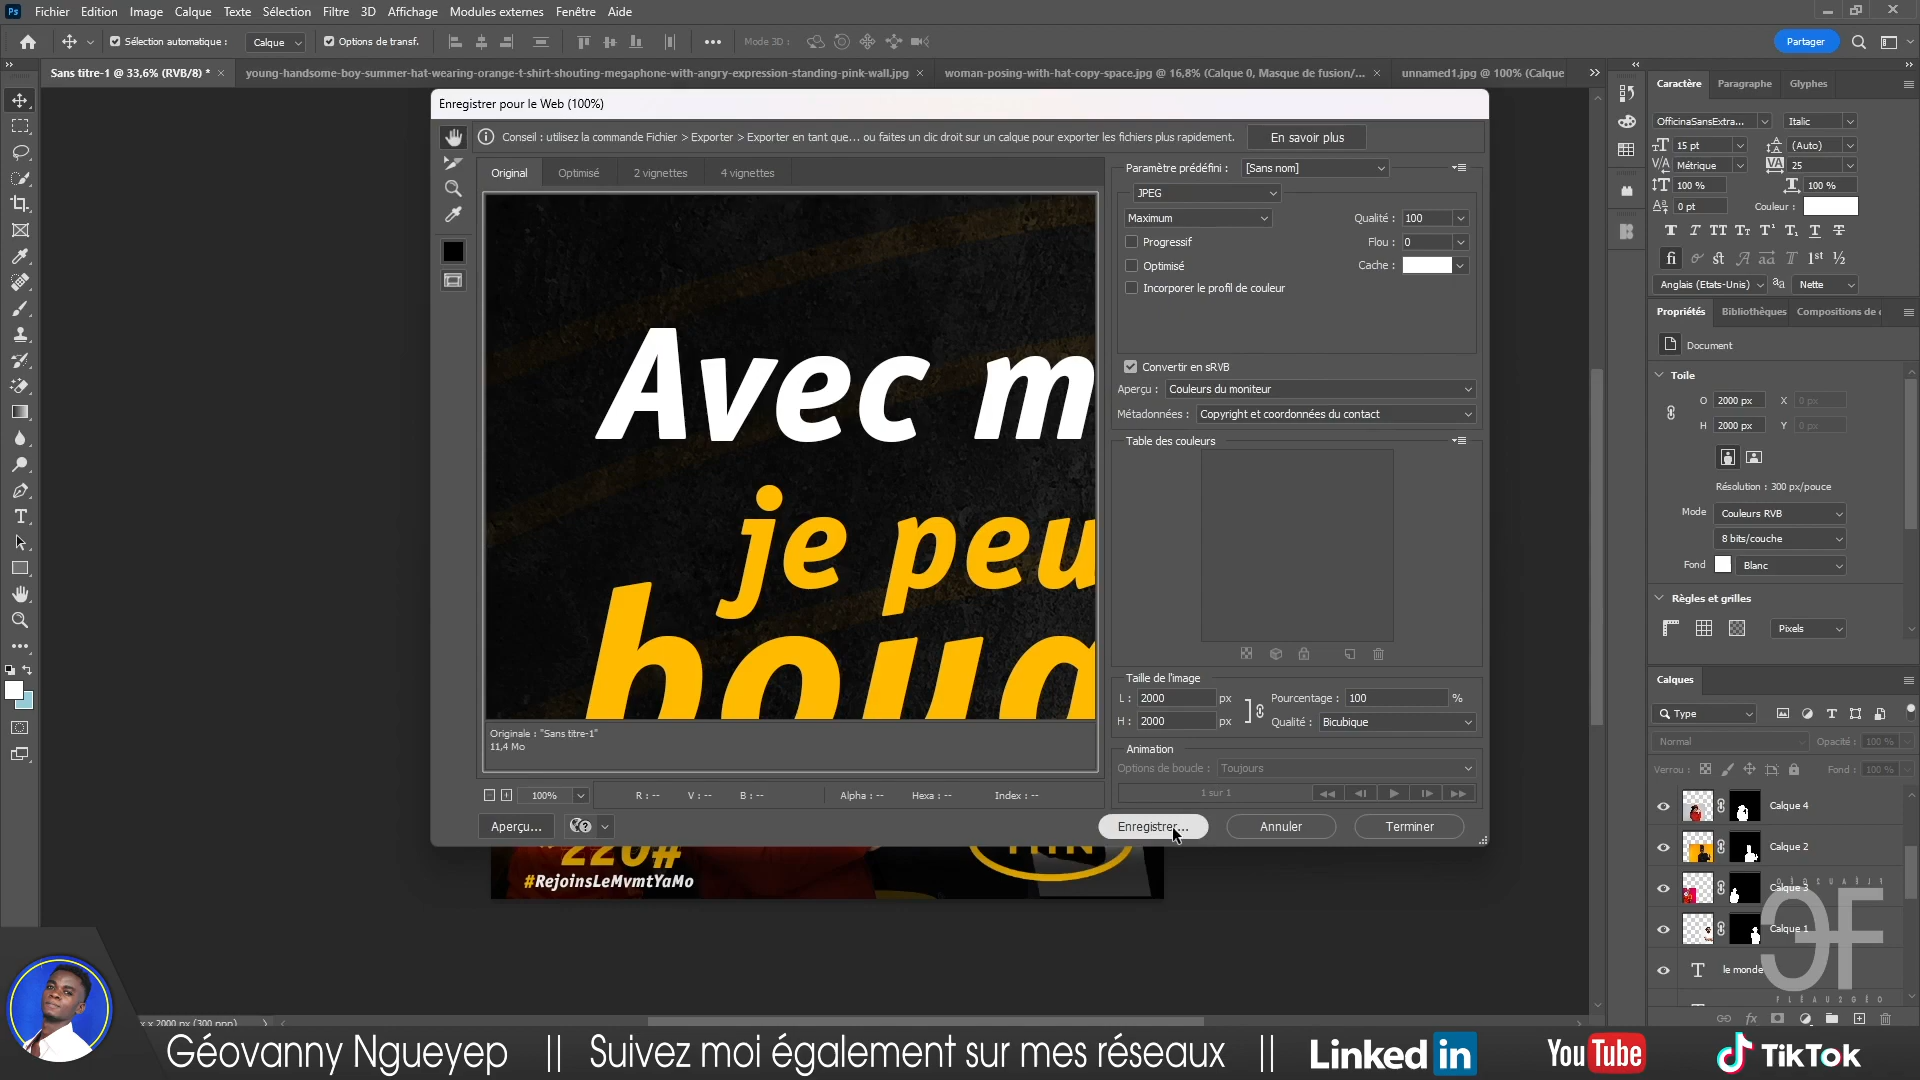 Fichier Edition Image Calque Texte Sélection Filtre 3D Affichage Modules externes Fenêtre Aide
Sélection automatique : Calque Options de transf. Mode 3D : Partager
Sans titre-1 @ 33,6% (RVB/8) * × young-handsome-boy-summer-hat-wearing-orange-t-shirt-shouting-megaphone-with-angry-expression-standing-pink-wall.jpg × woman-posing-with-hat-copy-space.jpg @ 16,8% (Calque 0, Masque de fusion/... × unnamed1.jpg @ 100% (Calque
Enregistrer pour le Web (100%)
Conseil : utilisez la commande Fichier > Exporter > Exporter en tant que... ou faites un clic droit sur un calque pour exporter les fichiers plus rapidement. En savoir plus
Original Optimisé 2 vignettes 4 vignettes
Avec m
je peu
boug
Originale : "Sans titre-1"
11,4 Mo
100% R : -- V : -- B : -- Alpha : -- Hexa : -- Index : --
Aperçu...
Paramètre prédéfini : [Sans nom]
JPEG
Maximum Qualité : 100
Progressif Flou : 0
Optimisé Cache :
Incorporer le profil de couleur
Convertir en sRVB
Aperçu : Couleurs du moniteur
Métadonnées : Copyright et coordonnées du contact
Table des couleurs
Taille de l'image
L : 2000 px Pourcentage : 100 %
H : 2000 px Qualité : Bicubique
Animation
Options de boucle : Toujours
1 sur 1
Enregistrer... Annuler Terminer
#RejoinsLeMvmtYaMo
Caractère Paragraphe Glyphes
OfficinaSansExtra... Italic
15 pt (Auto)
Métrique 25
100 % 100 %
0 pt Couleur :
Anglais (Etats-Unis) aa Nette
Propriétés Bibliothèques Compositions de c
Document
Toile
O 2000 px X 0 px
H 2000 px Y 0 px
Résolution : 300 px/pouce
Mode Couleurs RVB
8 bits/couche
Fond Blanc
Règles et grilles
Pixels
Calques
Type
Normal Opacité : 100 %
Verrou : Fond : 100 %
Calque 4
Calque 2
Calque 3
Calque 1
le monde
Géovanny Ngueyep || Suivez moi également sur mes réseaux || Linked in YouTube TikTok